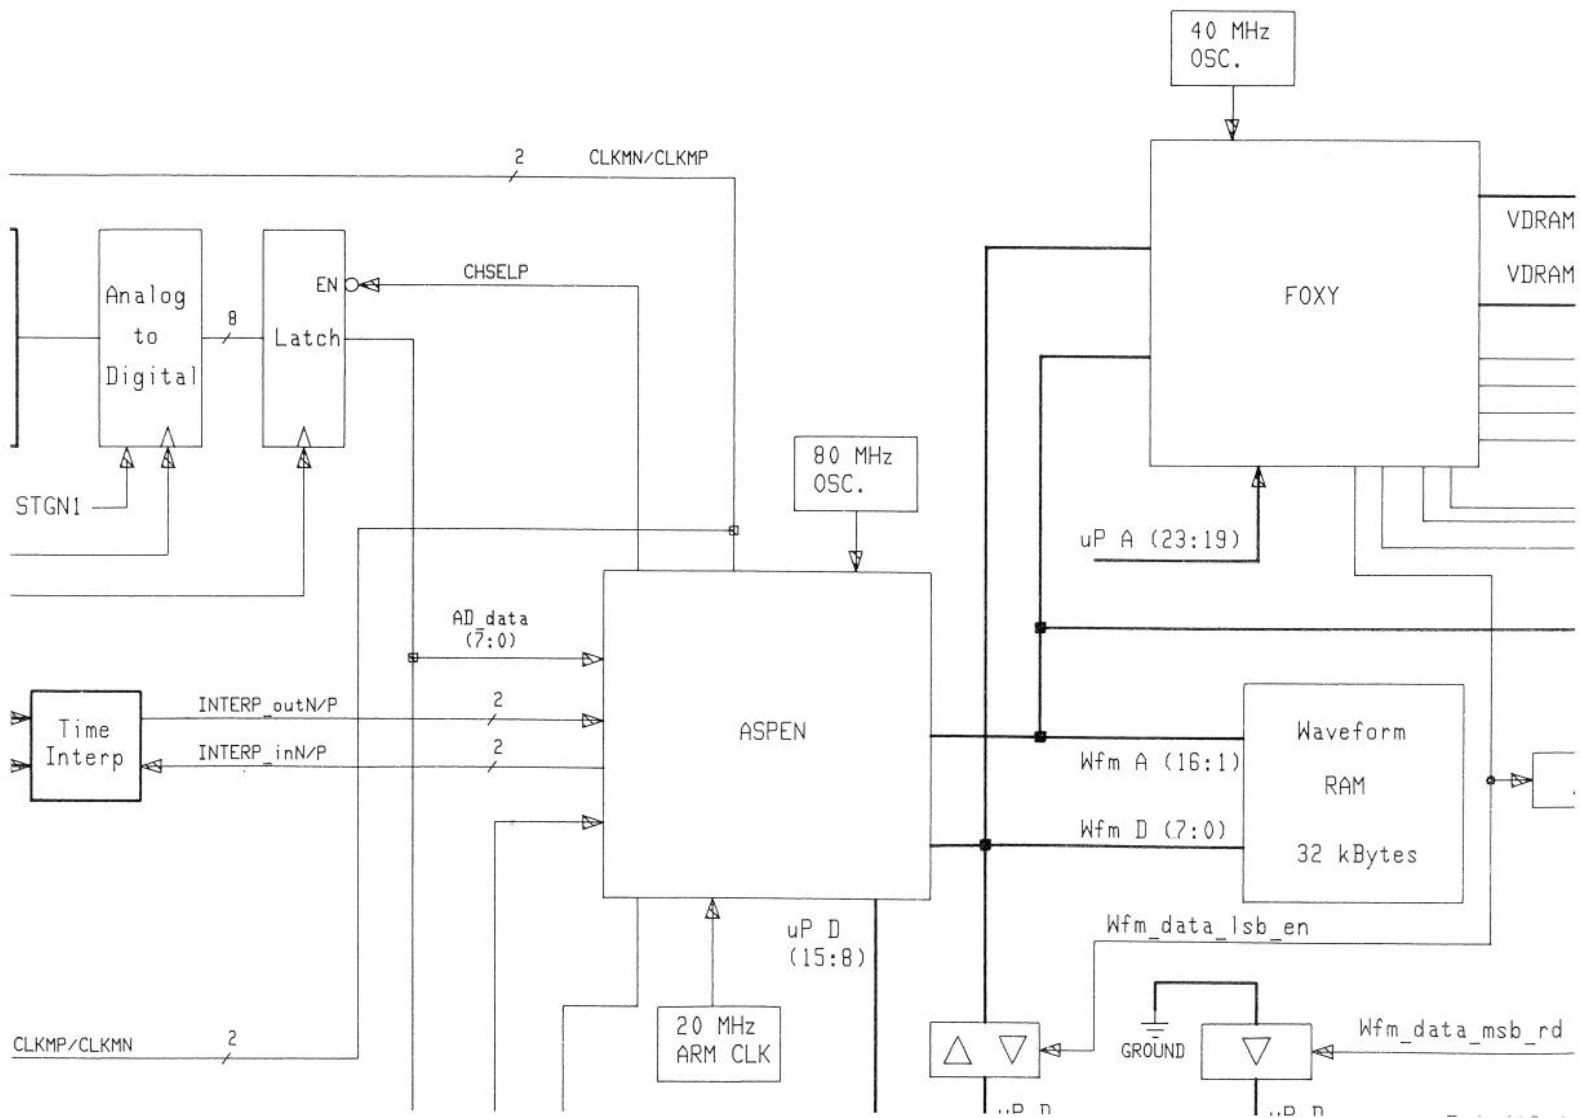 40 MHz
OSC.
2
CLKMN/CLKMP
VDRAM
EN
CHSELP
VDRAM
Analog
to
Digital
8
Latch
FOXY
80 MHz
OSC.
STGN1
uP A (23:19)
AD_data
(7:0)
INTERP_outN/P
2
Time
Interp
ASPEN
Waveform
RAM
32 kBytes
INTERP_inN/P
2
Wfm A (16:1)
Wfm D (7:0)
uP D
(15:8)
Wfm_data_lsb_en
20 MHz
ARM CLK
CLKMP/CLKMN
2
GROUND
Wfm_data_msb_rd
uP D
uP D